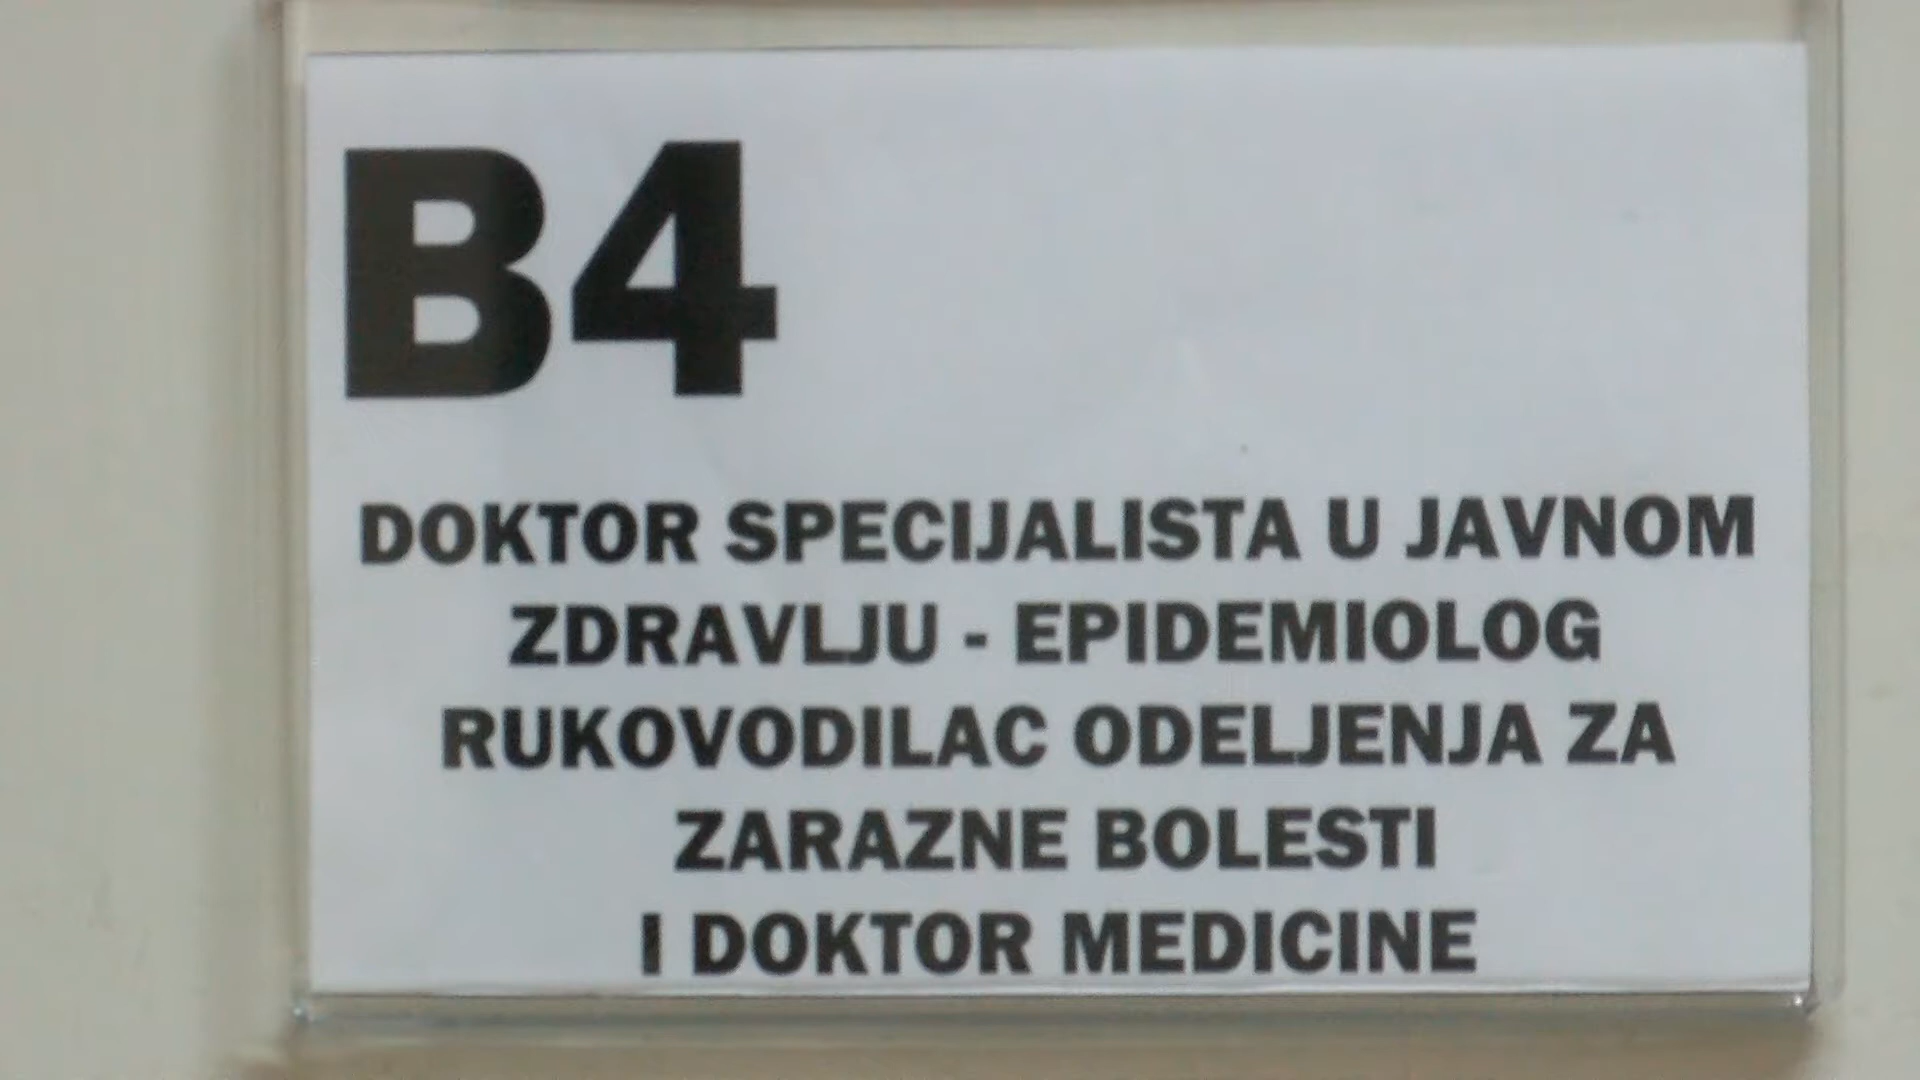 B4
DOKTOR SPECIJALISTA U JAVNOM
ZDRAVLJU - EPIDEMIOLOG
RUKOVODILAC ODELJENJA ZA
ZARAZNE BOLESTI
I DOKTOR MEDICINE